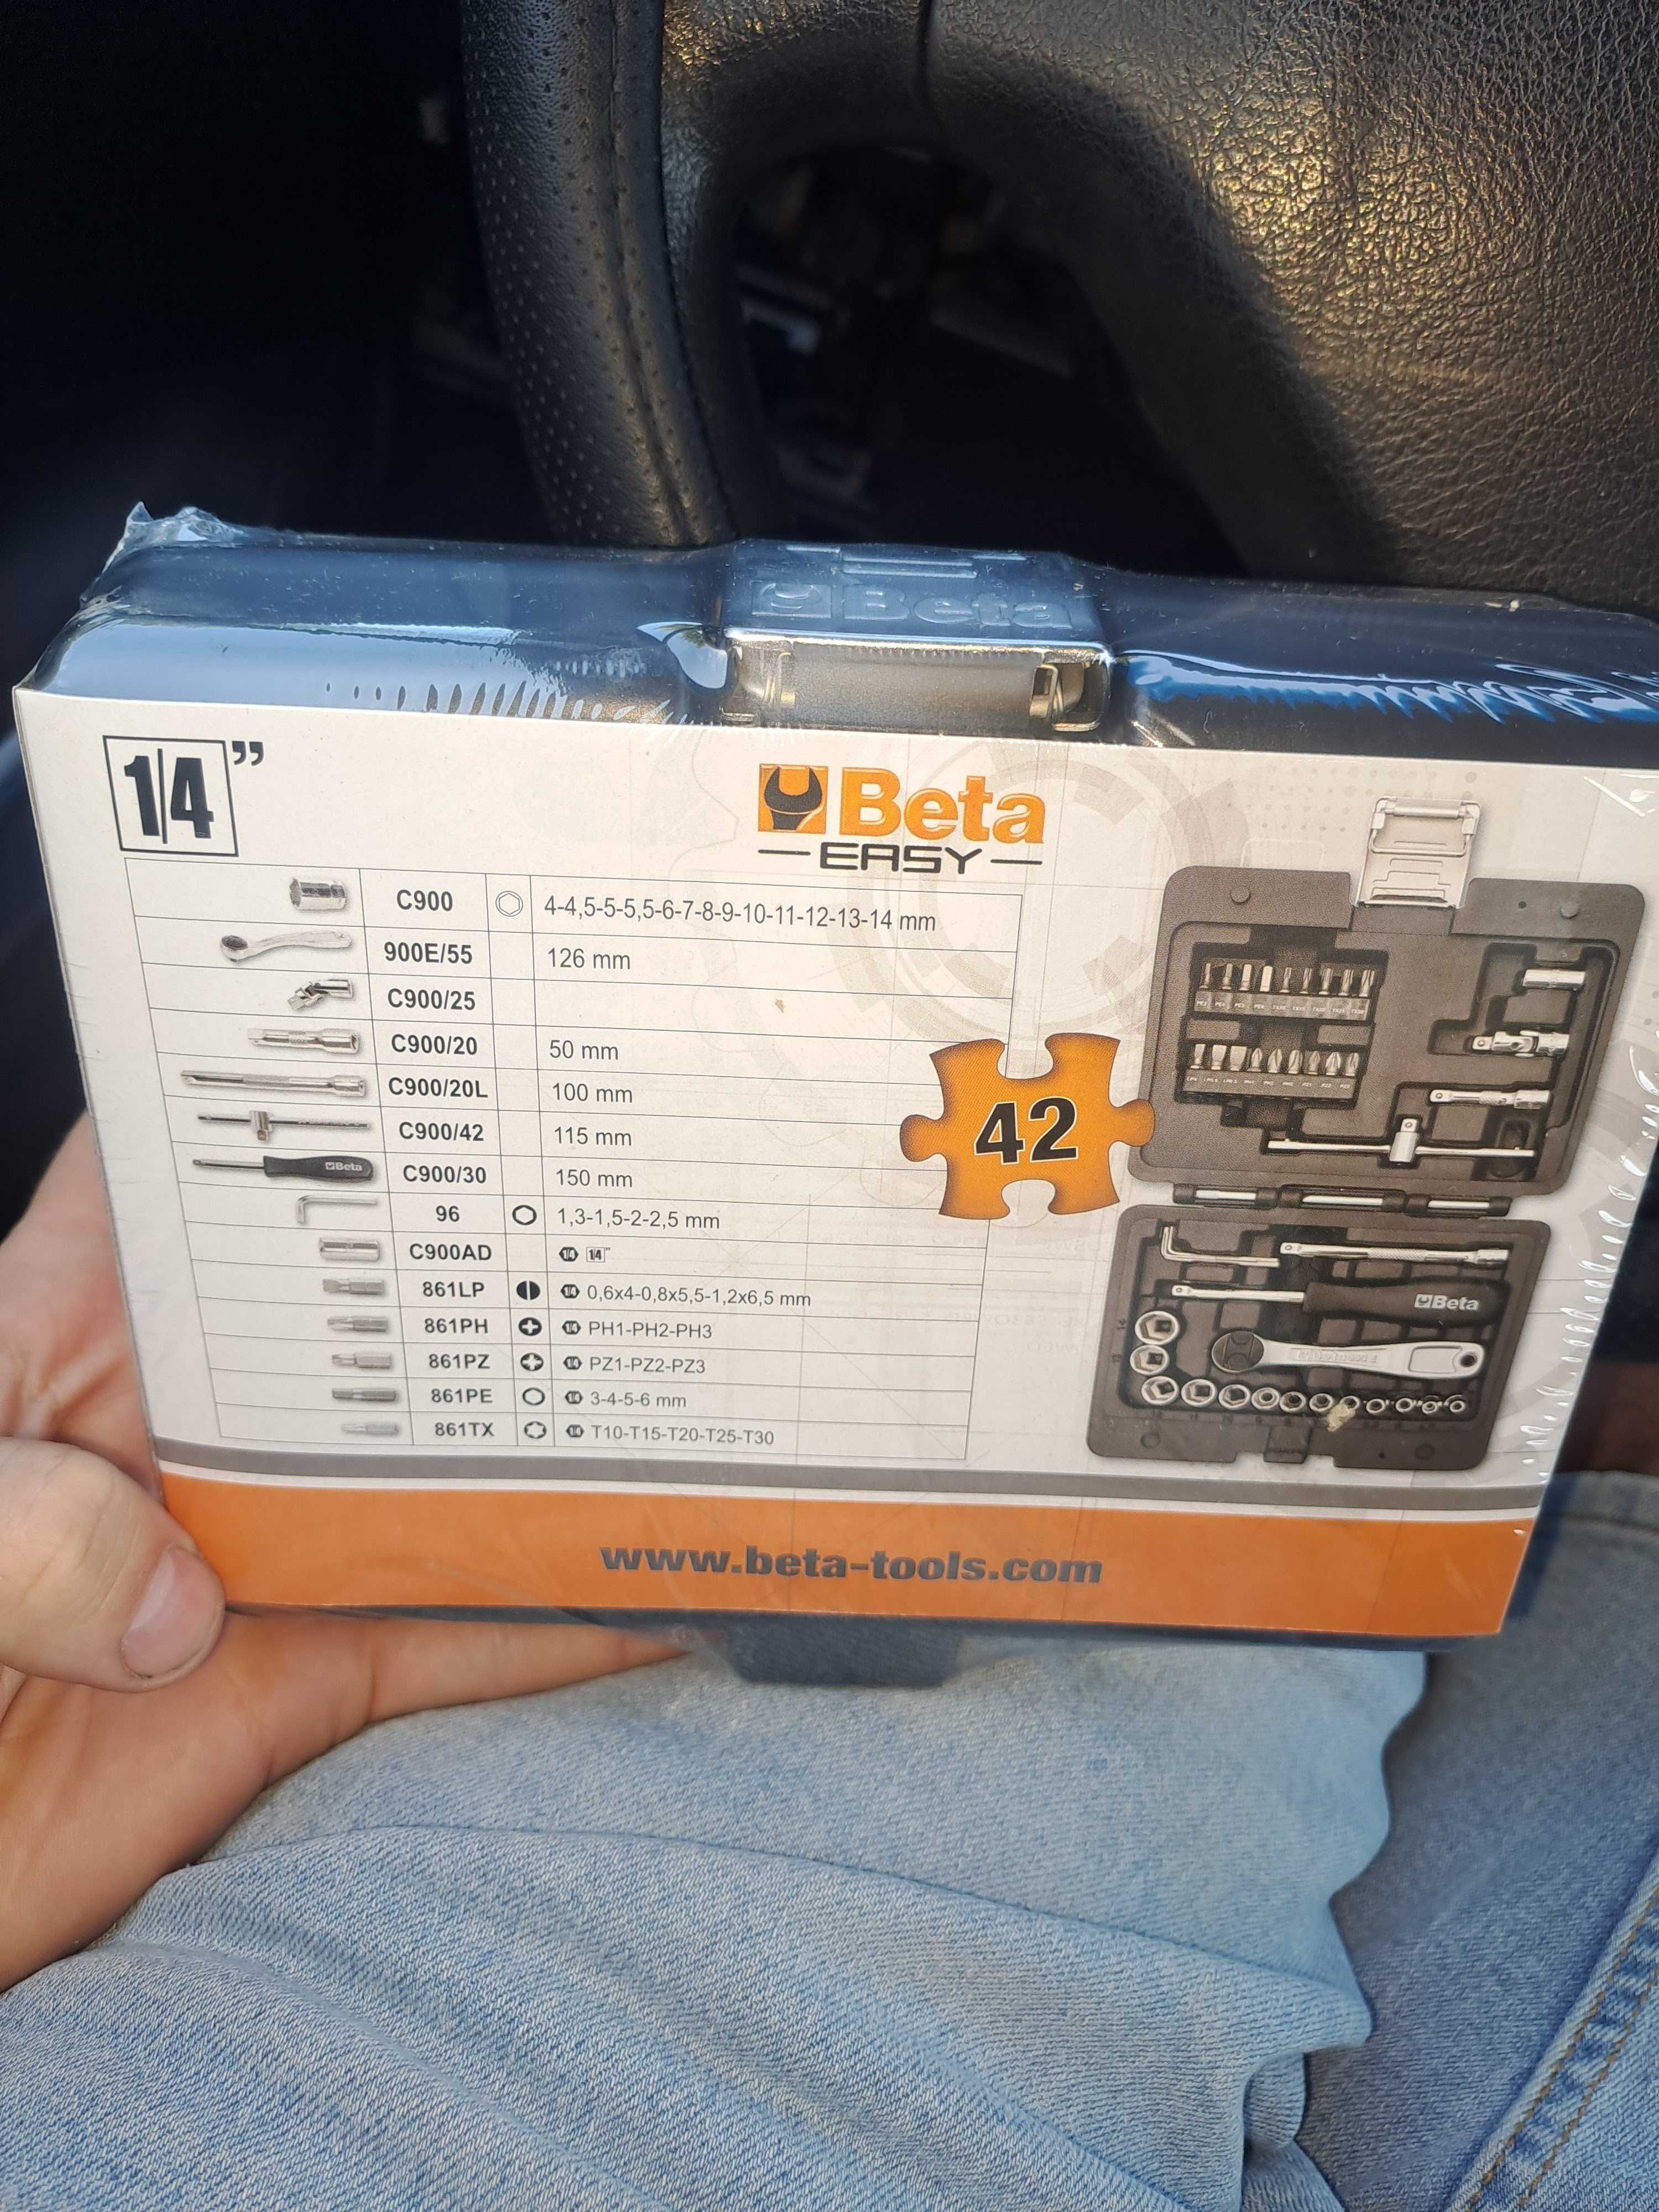 Beta
1/4”
Beta
EASY
C900 4-4,5-5-5,5-6-7-8-9-10-11-12-13-14 mm
900E/55 126 mm
C900/25
C900/20 50 mm
C900/20L 100 mm
C900/42 115 mm
Beta C900/30 150 mm
96 1,3-1,5-2-2,5 mm
C900AD 1/4 1/4"
861LP 1/4 0,6x4-0,8x5,5-1,2x6,5 mm
861PH 1/4 PH1-PH2-PH3
861PZ 1/4 PZ1-PZ2-PZ3
861PE 1/4 3-4-5-6 mm
861TX 1/4 T10-T15-T20-T25-T30
42
Beta
www.beta-tools.com